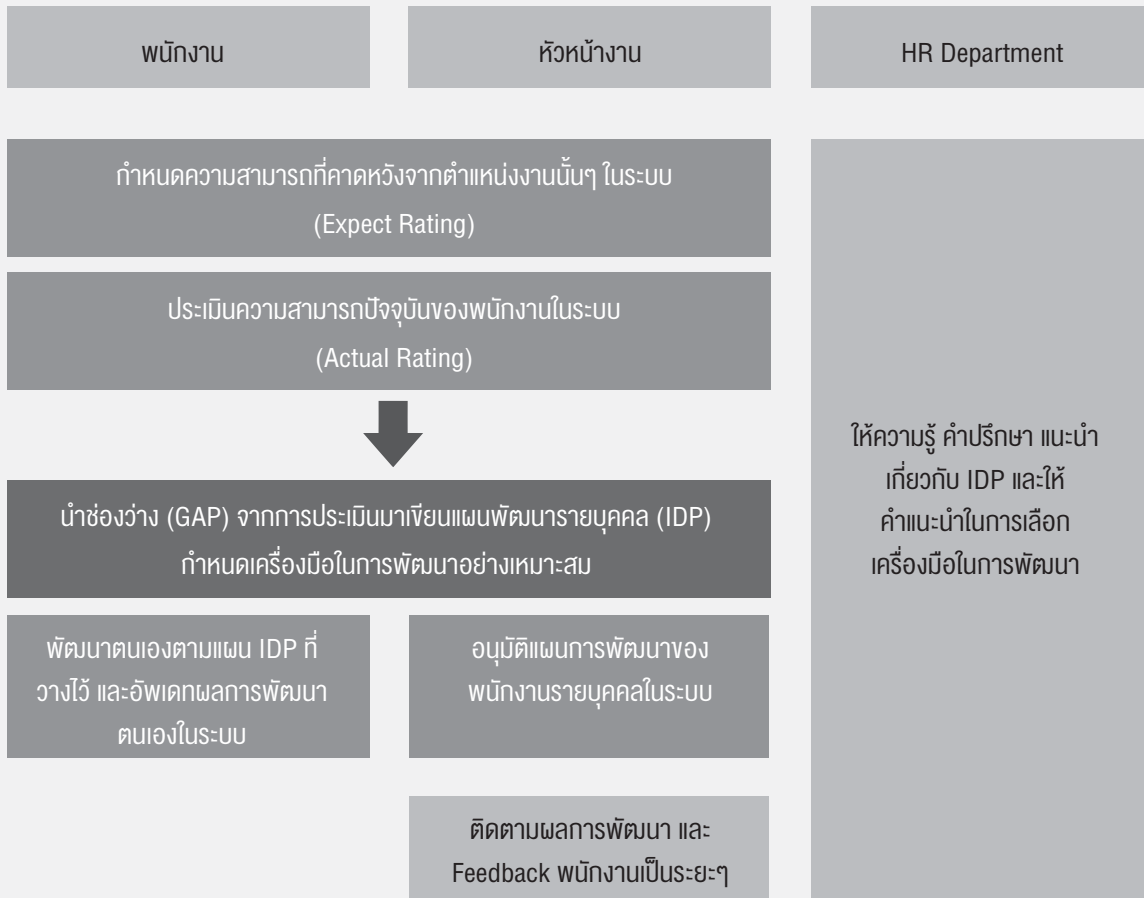 พนักงาน
หัวหน้างาน
HR Department
กำหนดความสามารถที่คาดหวังจากตำแหน่งงานนั้นๆ ในระบบ
(Expect Rating)
ประเมินความสามารถปัจจุบันของพนักงานในระบบ
(Actual Rating)
นำช่องว่าง (GAP) จากการประเมินมาเขียนแผนพัฒนารายบุคคล (IDP)
กำหนดเครื่องมือในการพัฒนาอย่างเหมาะสม
พัฒนาตนเองตามแผน IDP ที่
วางไว้ และอัพเดทผลการพัฒนา
ตนเองในระบบ
อนุมัติแผนการพัฒนาของ
พนักงานรายบุคคลในระบบ
ติดตามผลการพัฒนา และ
Feedback พนักงานเป็นระยะๆ
ให้ความรู้ คำปรึกษา แนะนำ
เกี่ยวกับ IDP และให้
คำแนะนำในการเลือก
เครื่องมือในการพัฒนา